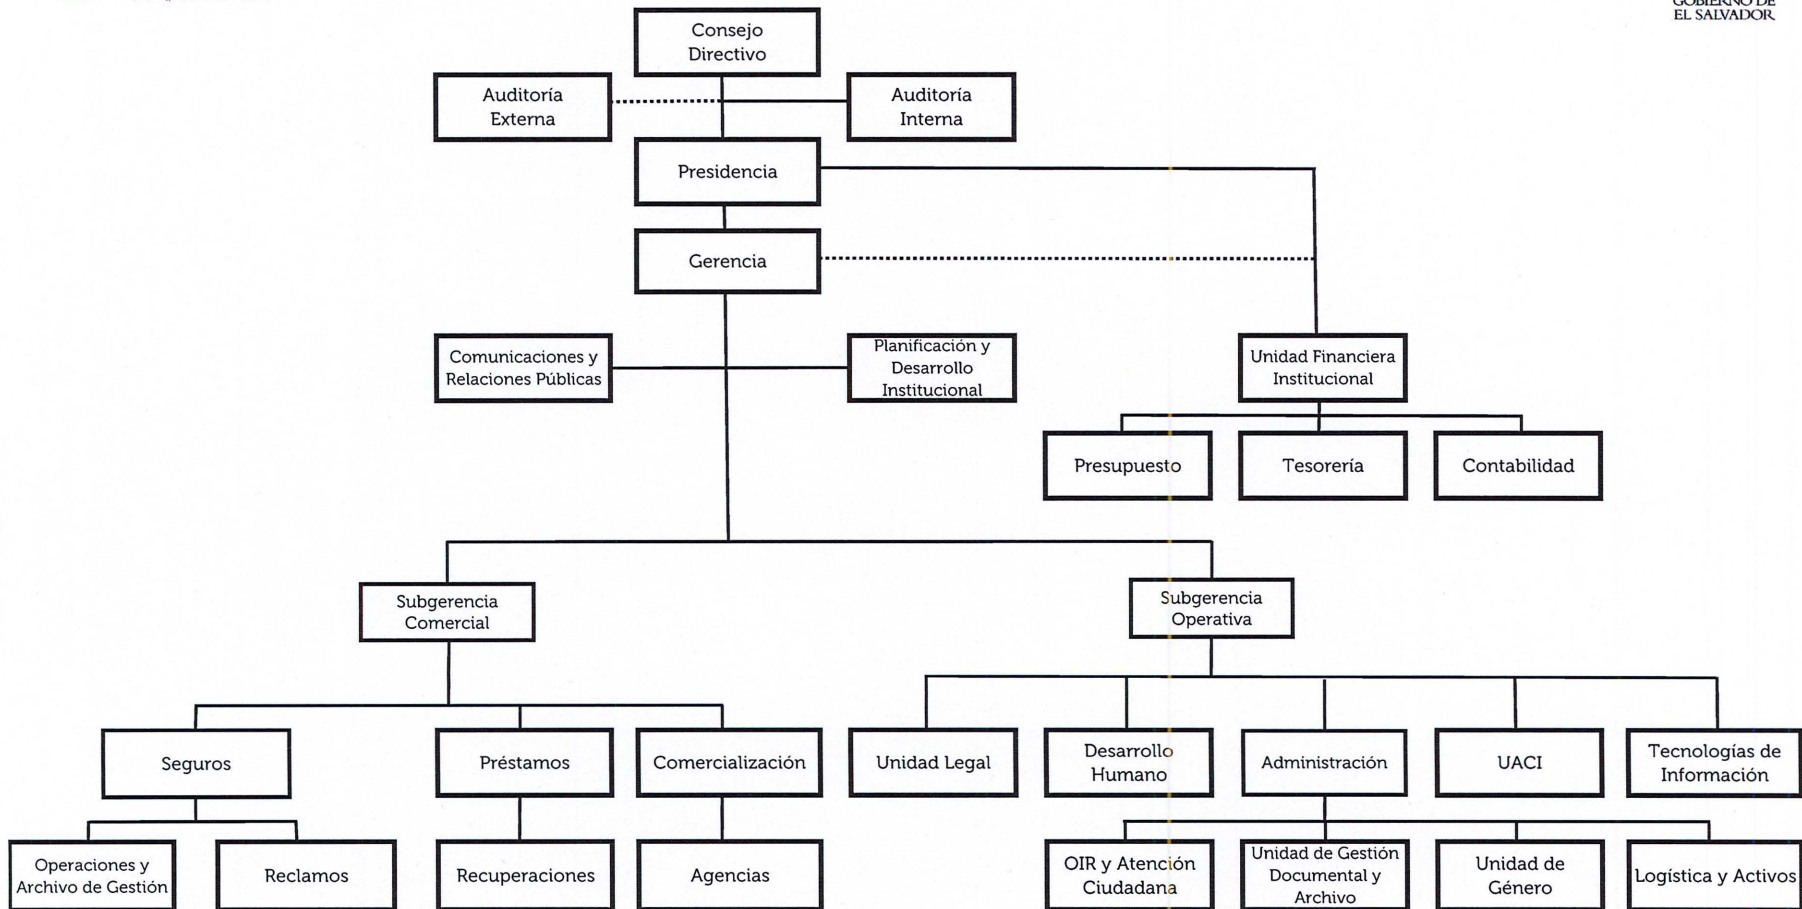 GOBIERNO DE
EL SALVADOR
Consejo
Directivo
Auditoría
Externa
Auditoría
Interna
Presidencia
Gerencia
Comunicaciones y
Relaciones Públicas
Planificación y
Desarrollo
Institucional
Unidad Financiera
Institucional
Presupuesto
Tesorería
Contabilidad
Subgerencia
Comercial
Subgerencia
Operativa
Seguros
Préstamos
Comercialización
Unidad Legal
Desarrollo
Humano
Administración
UACI
Tecnologías de
Información
Operaciones y
Archivo de Gestión
Reclamos
Recuperaciones
Agencias
OIR y Atención
Ciudadana
Unidad de Gestión
Documental y
Archivo
Unidad de
Género
Logística y Activos